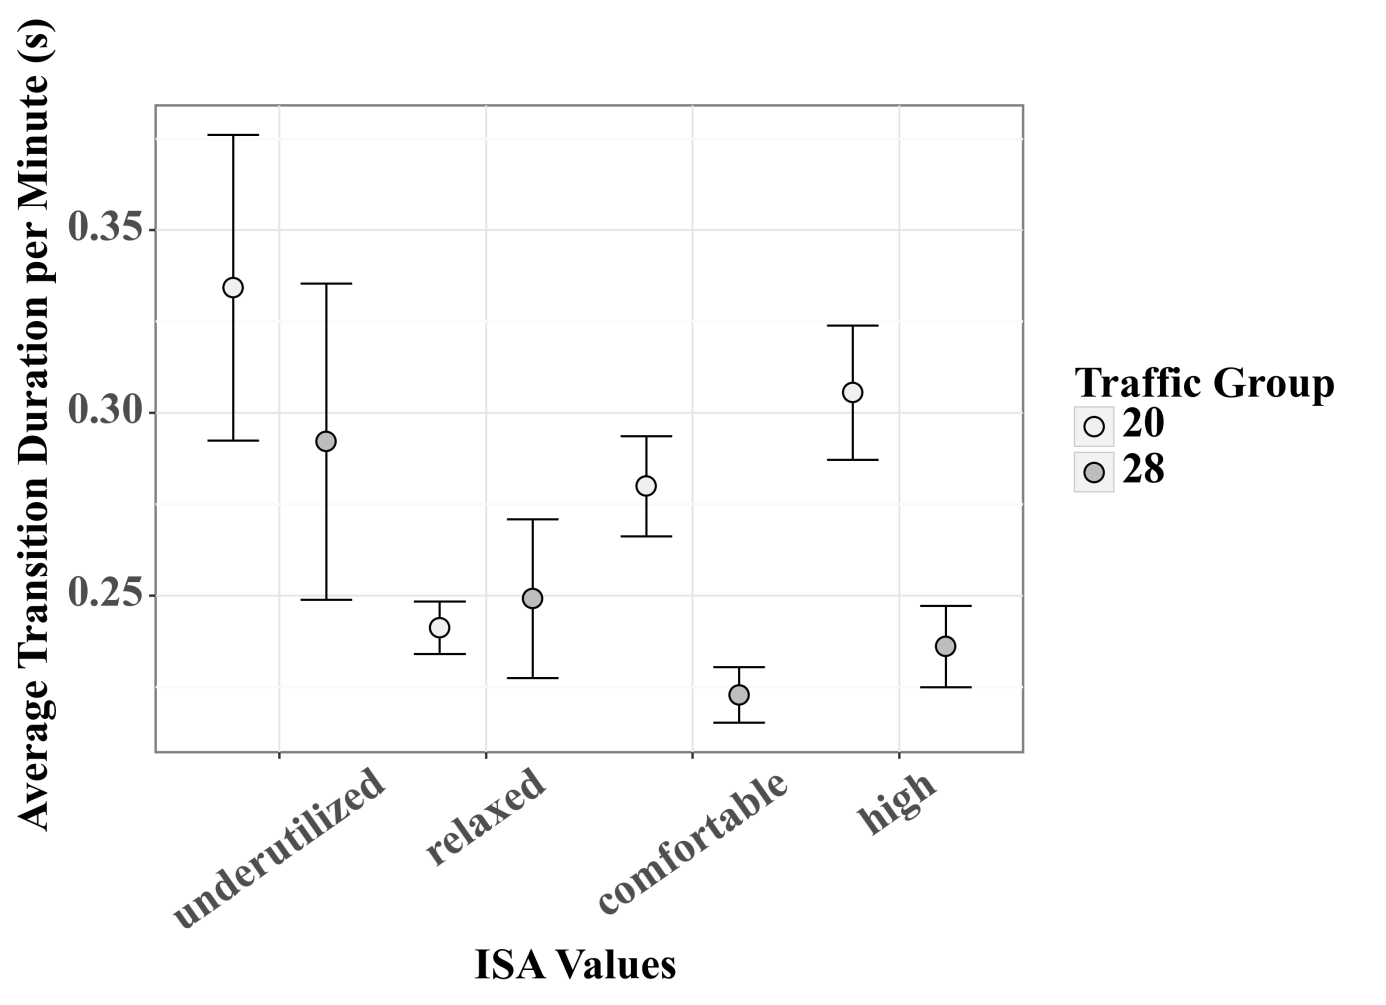 Average Transition Duration per Minute (s)
0.35
0.30
0.25
underutilized
relaxed
comfortable
high
ISA Values
Traffic Group
20
28